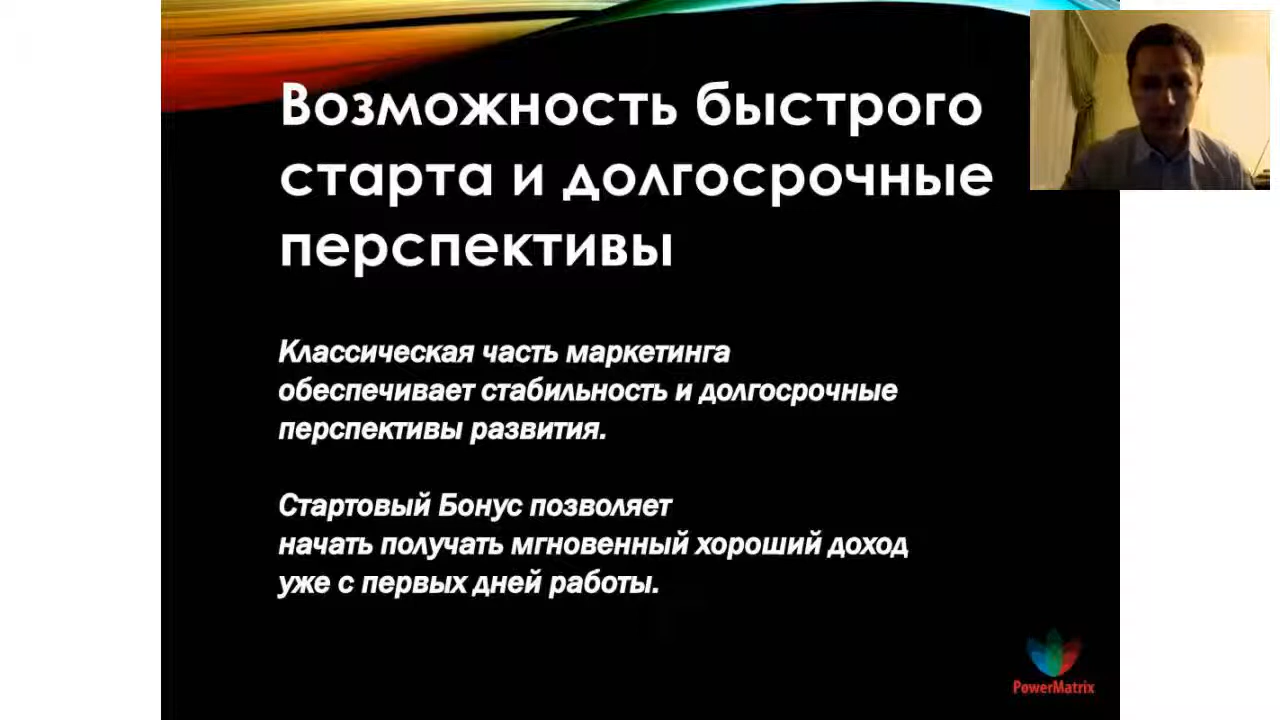 Возможность быстрого
старта и долгосрочные
перспективы
Классическая часть маркетинга
обеспечивает стабильность и долгосрочные
перспективы развития.
Стартовый Бонус позволяет
начать получать мгновенный хороший доход
уже с первых дней работы.
PowerMatrix